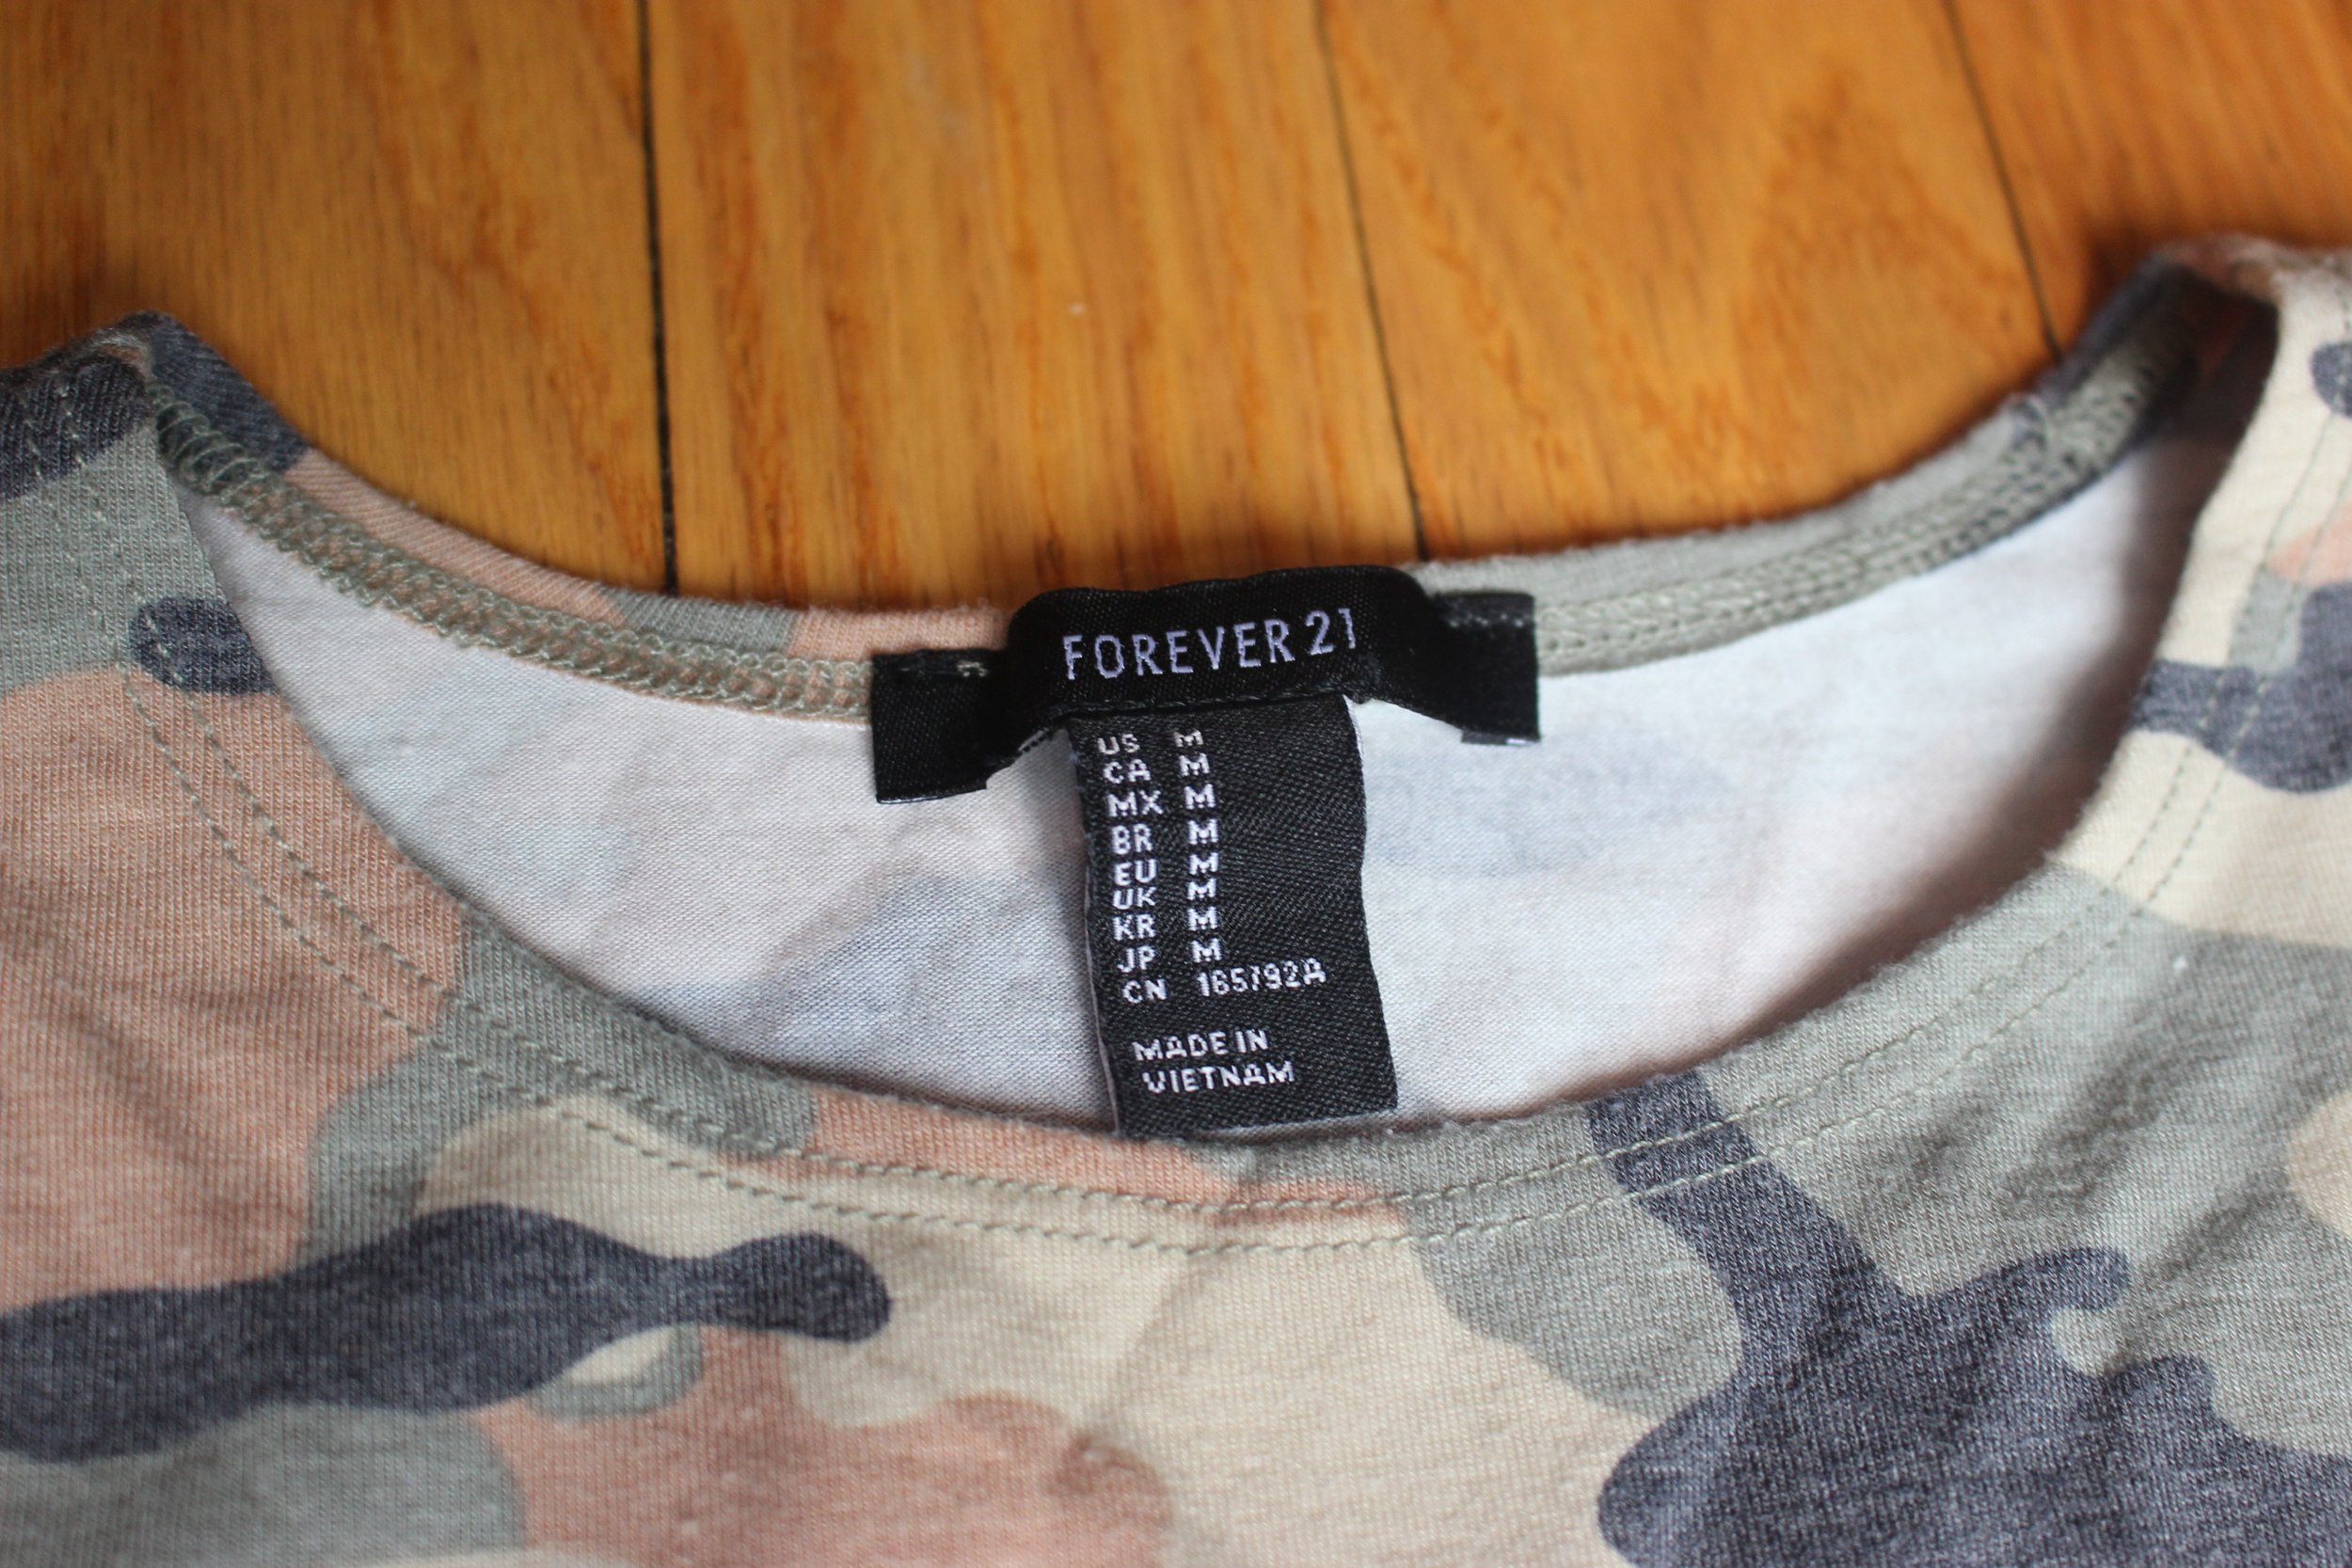 FOREVER 21
US M
CA M
MX M
BR M
EU M
UK M
KR M
JP M
CN 165/92A
MADE IN
VIETNAM